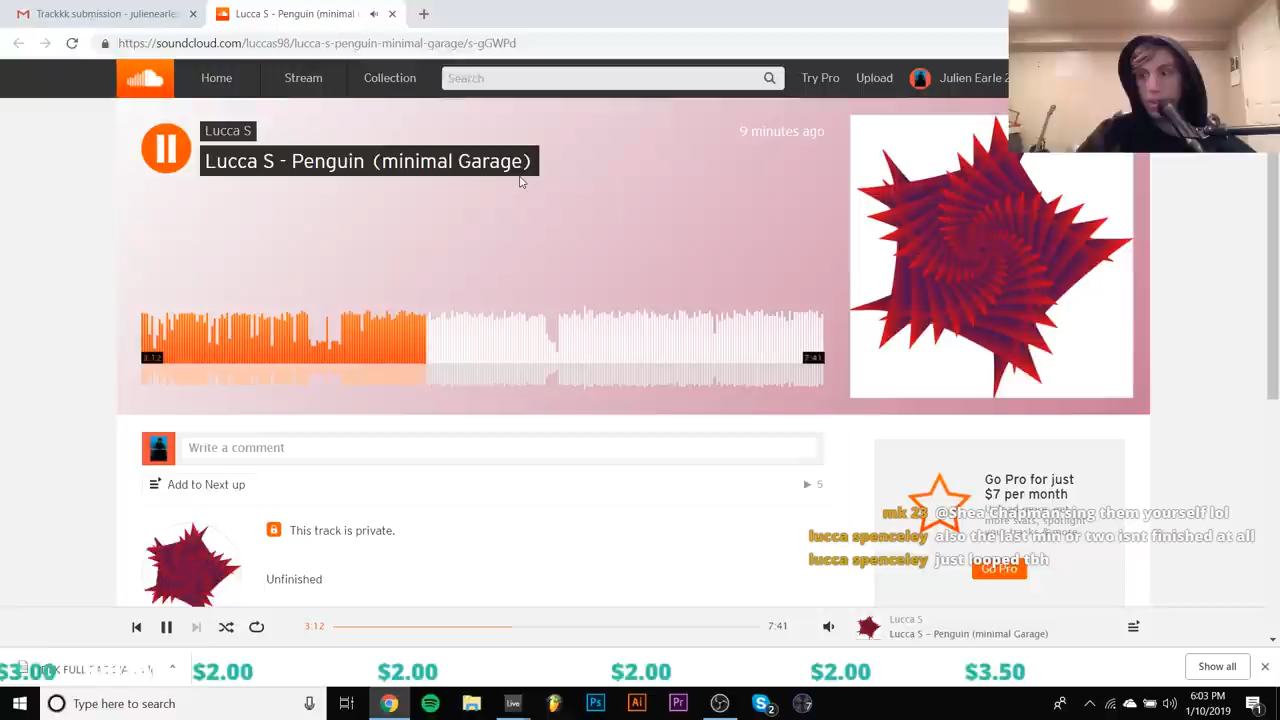 Trackkk submission - julienearle
Lucca S - Penguin (minimal
https://soundcloud.com/luccas98/lucca-s-penguin-minimal-garage/s-gGWPd
Home
Stream
Collection
Search
Try Pro
Upload
Julien Earle 2
Lucca S
9 minutes ago
Lucca S - Penguin (minimal Garage)
3:12
7:41
Write a comment
Add to Next up
5
Go Pro for just
$7 per month
mk 23 @Shea Chapman sing them yourself lol
This track is private.
lucca spenceley also the last min or two isnt finished at all
lucca spenceley just looped tbh
Go Pro
Unfinished
3:12
7:41
Lucca S
Lucca S - Penguin (minimal Garage)
$3.00
$2.00
$2.00
$2.00
$2.00
$3.50
Show all
Type here to search
6:03 PM
1/10/2019